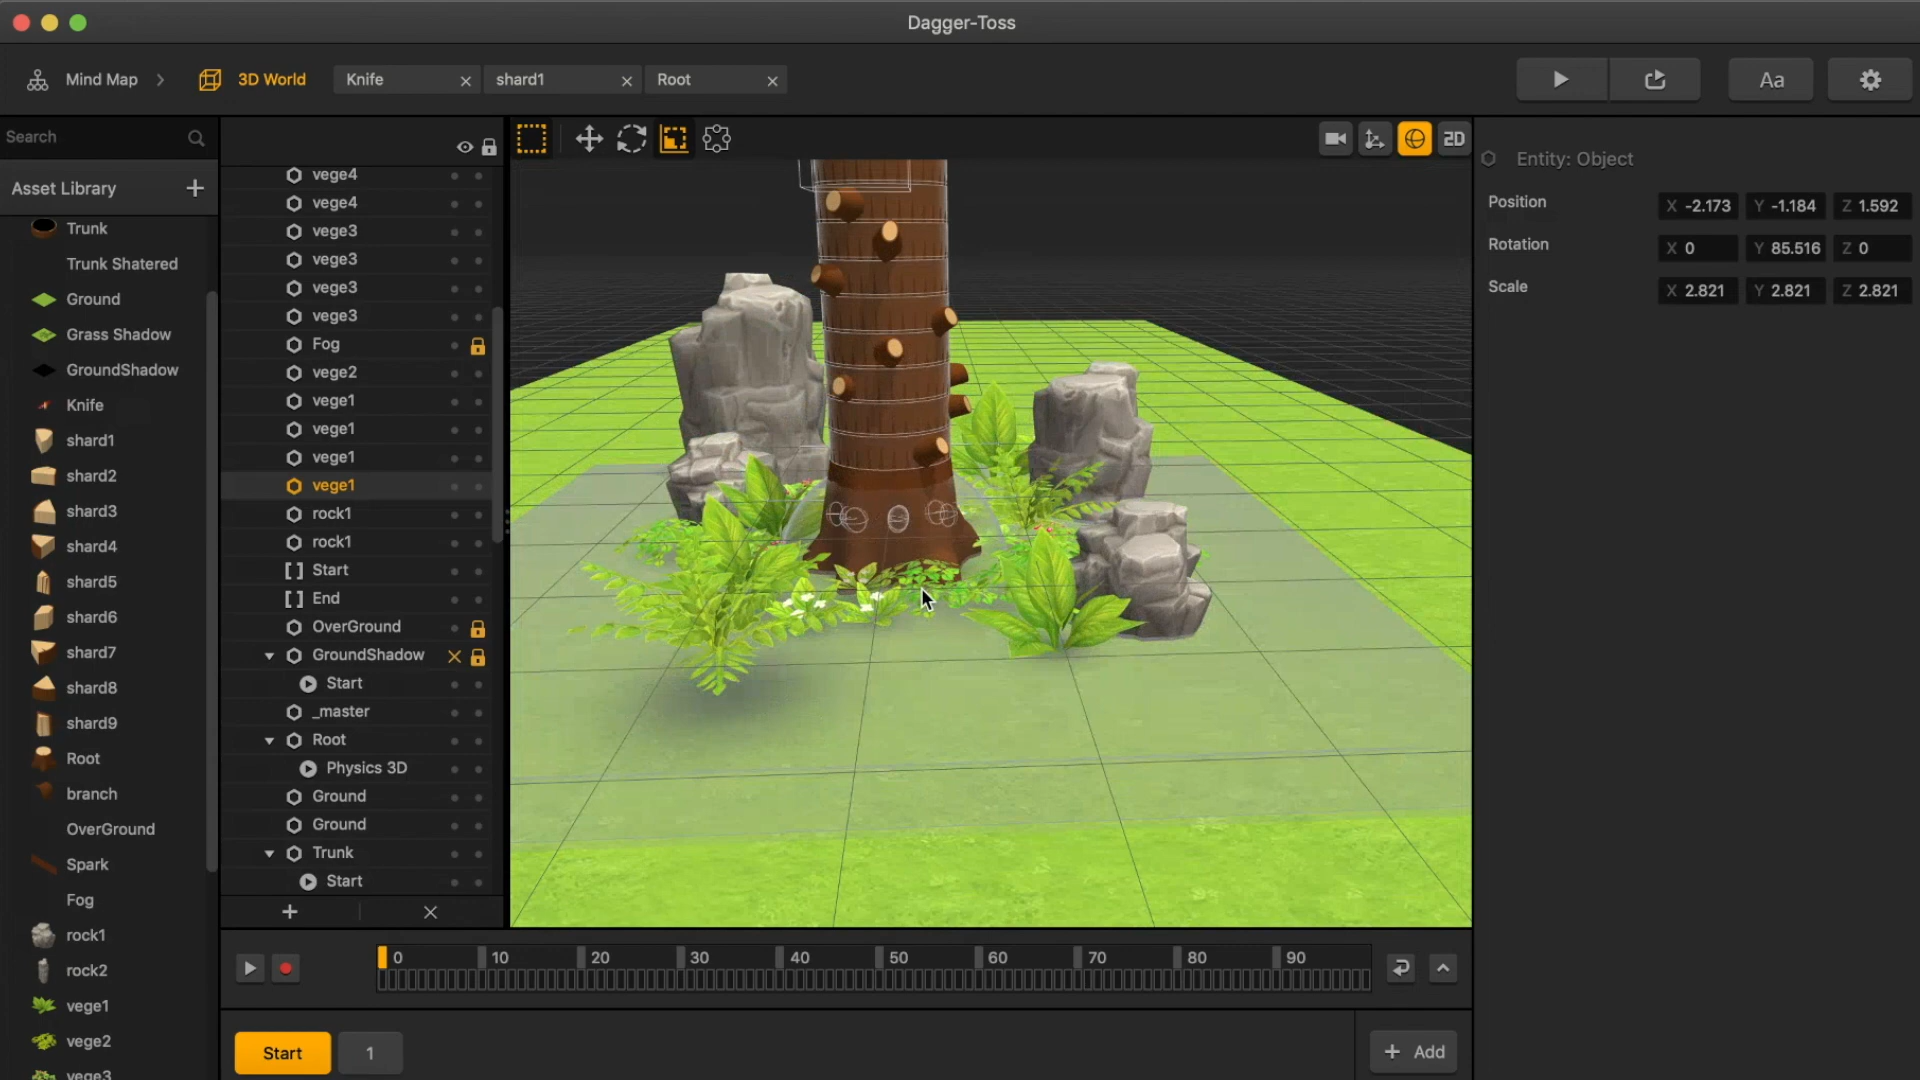 Dagger-Toss
Mind Map
3D World
Knife
shard1
Root
Aa
Search
Asset Library
Trunk
Trunk Shatered
Ground
Grass Shadow
GroundShadow
Knife
shard1
shard2
shard3
shard4
shard5
shard6
shard7
shard8
shard9
Root
branch
OverGround
Spark
Fog
rock1
rock2
vege1
vege2
vege3
vege4
vege4
vege3
vege3
vege3
vege3
Fog
vege2
vege1
vege1
vege1
vege1
rock1
rock1
Start
End
OverGround
GroundShadow
Start
_master
Root
Physics 3D
Ground
Ground
Trunk
Start
2D
Entity: Object
Position X -2.173 Y -1.184 Z 1.592
Rotation X 0 Y 85.516 Z 0
Scale X 2.821 Y 2.821 Z 2.821
0 10 20 30 40 50 60 70 80 90
Start 1
+ Add